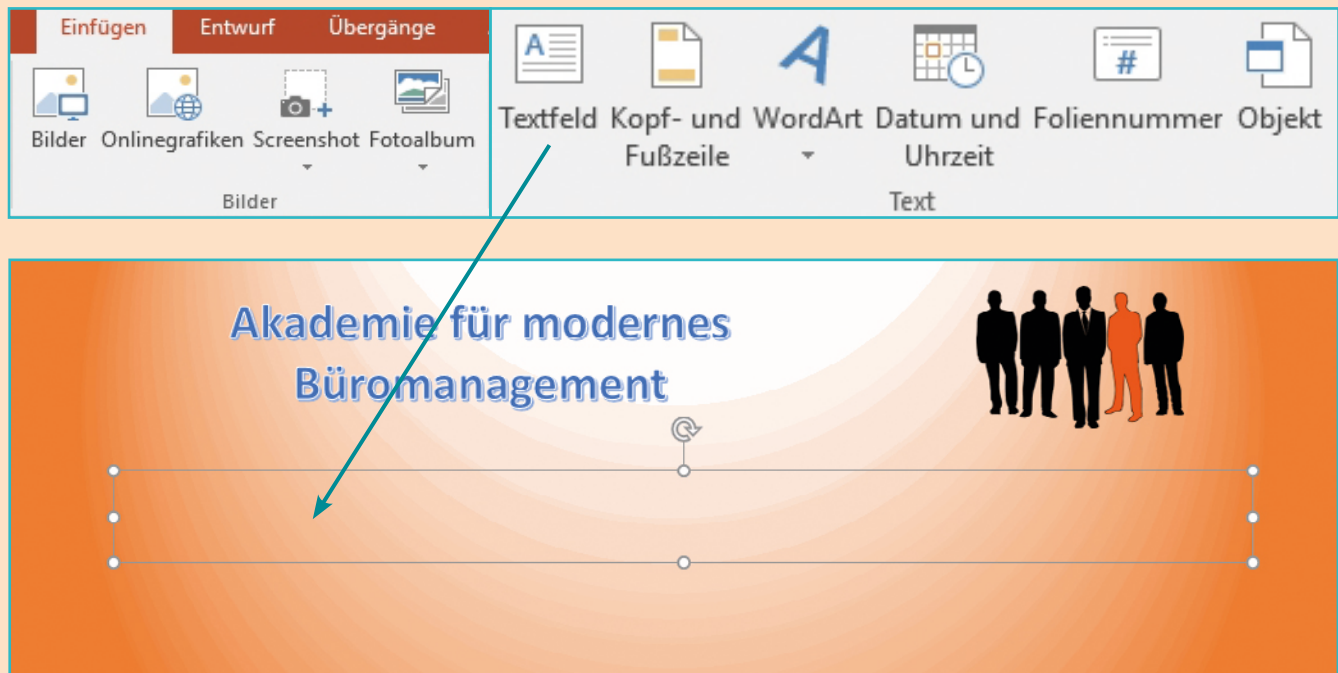 Einfügen Entwurf Übergänge
Bilder Onlinegrafiken Screenshot Fotoalbum
Bilder
Textfeld Kopf- und WordArt Datum und Foliennummer Objekt
Fußzeile Uhrzeit
Text
Akademie für modernes
Büromanagement